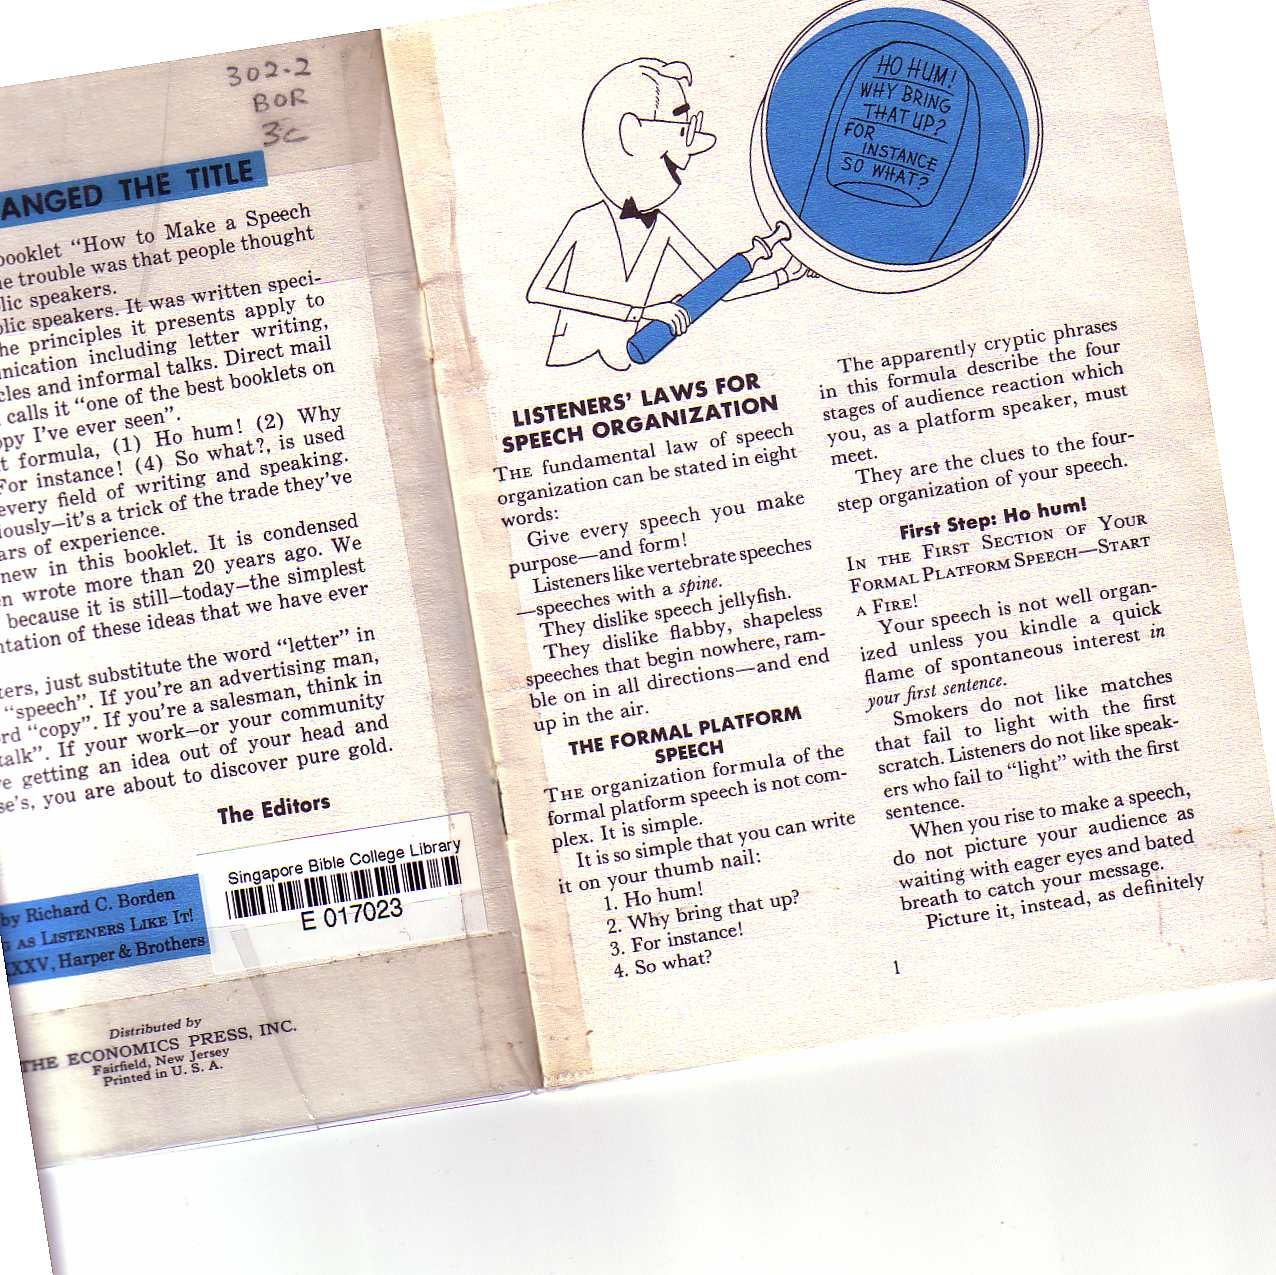 302.2
BOR
3c
ANGED THE TITLE
booklet "How to Make a Speech
e trouble was that people thought
lic speakers.
lic speakers. It was written speci-
he principles it presents apply to
nication including letter writing,
cles and informal talks. Direct mail
calls it "one of the best booklets on
opy I've ever seen".
t formula, (1) Ho hum! (2) Why
For instance! (4) So what?, is used
every field of writing and speaking.
iously—it's a trick of the trade they've
ars of experience.
new in this booklet. It is condensed
n wrote more than 20 years ago. We
because it is still—today—the simplest
ntation of these ideas that we have ever
ters, just substitute the word "letter" in
"speech". If you're an advertising man,
rd "copy". If you're a salesman, think in
talk". If your work—or your community
e getting an idea out of your head and
se's, you are about to discover pure gold.
The Editors
Singapore Bible College Library
E 017023
by Richard C. Borden
AS LISTENERS LIKE IT!
XXV, Harper & Brothers
Distributed by
THE ECONOMICS PRESS, INC.
Fairfield, New Jersey
Printed in U. S. A.
HO HUM!
WHY BRING
THAT UP?
FOR
INSTANCE
SO WHAT?
LISTENERS' LAWS FOR
SPEECH ORGANIZATION
THE fundamental law of speech
organization can be stated in eight
words:
Give every speech you make
purpose—and form!
Listeners like vertebrate speeches
—speeches with a spine.
They dislike speech jellyfish.
They dislike flabby, shapeless
speeches that begin nowhere, ram-
ble on in all directions—and end
up in the air.
THE FORMAL PLATFORM
SPEECH
THE organization formula of the
formal platform speech is not com-
plex. It is simple.
It is so simple that you can write
it on your thumb nail:
1. Ho hum!
2. Why bring that up?
3. For instance!
4. So what?
The apparently cryptic phrases
in this formula describe the four
stages of audience reaction which
you, as a platform speaker, must
meet.
They are the clues to the four-
step organization of your speech.
First Step: Ho hum!
IN THE FIRST SECTION OF YOUR
FORMAL PLATFORM SPEECH—START
A FIRE!
Your speech is not well organ-
ized unless you kindle a quick
flame of spontaneous interest in
your first sentence.
Smokers do not like matches
that fail to light with the first
scratch. Listeners do not like speak-
ers who fail to "light" with the first
sentence.
When you rise to make a speech,
do not picture your audience as
waiting with eager eyes and bated
breath to catch your message.
Picture it, instead, as definitely
1